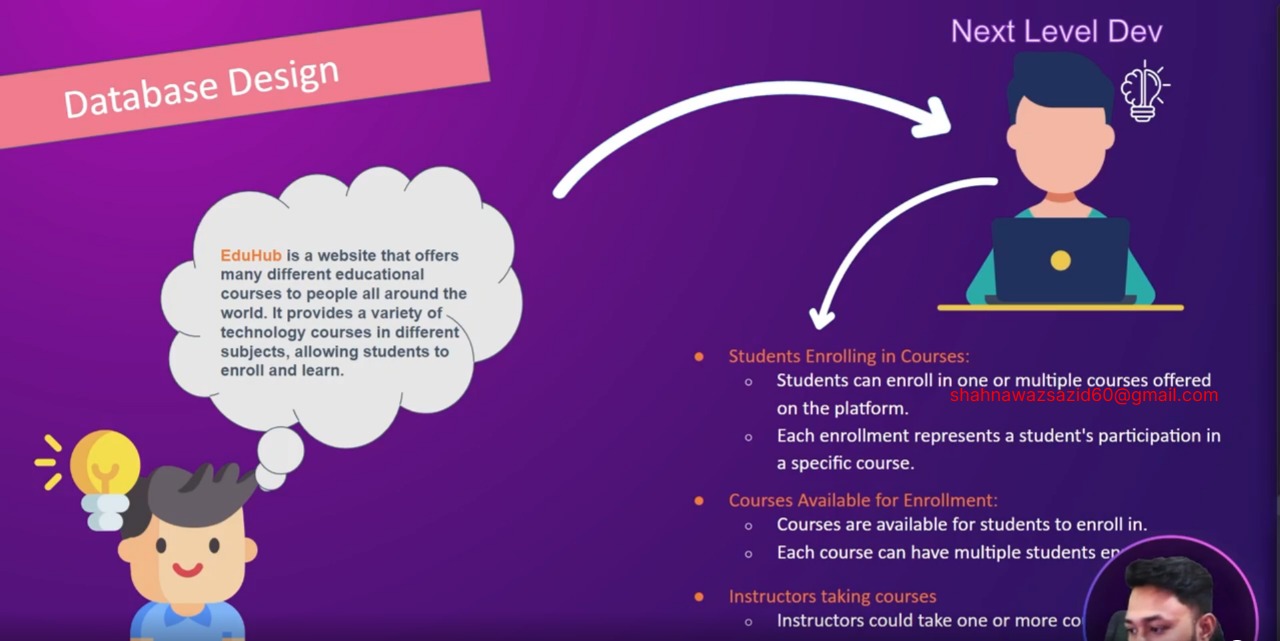 Next Level Dev
Database Design
EduHub is a website that offers
many different educational
courses to people all around the
world. It provides a variety of
technology courses in different
subjects, allowing students to
enroll and learn.
Students Enrolling in Courses:
Students can enroll in one or multiple courses offered
on the platform.
shahnawazsazid60@gmail.com
Each enrollment represents a student's participation in
a specific course.
Courses Available for Enrollment:
Courses are available for students to enroll in.
Each course can have multiple students
Instructors taking courses
Instructors could take one or more